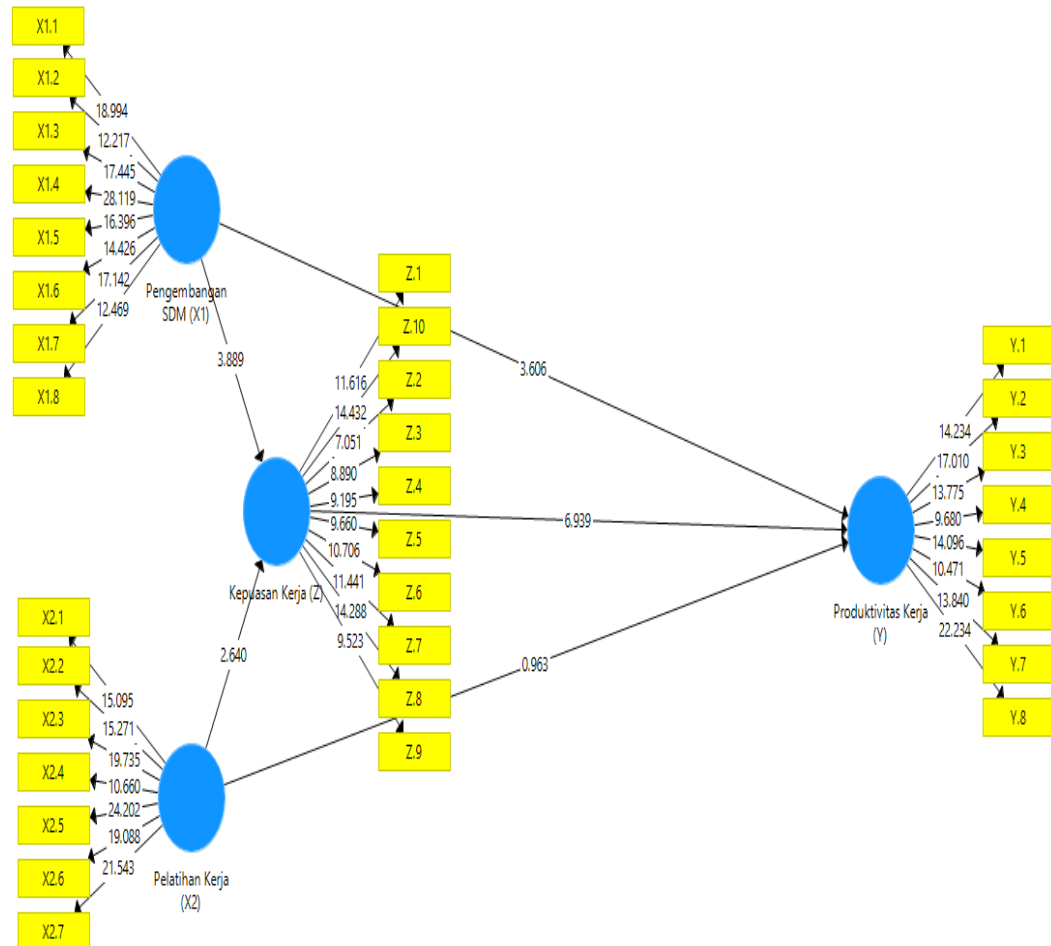 X1.1
X1.2
X1.3
X1.4
X1.5
X1.6
X1.7
X1.8
18.994
12.217
17.445
28.119
16.396
14.426
17.142
12.469
Pengembangan
SDM (X1)
3.889
3.606
Z.1
Z.10
Z.2
Z.3
Z.4
Z.5
Z.6
Z.7
Z.8
Z.9
11.616
14.432
7.051
8.890
9.195
9.660
10.706
11.441
14.288
9.523
Kepuasan Kerja (Z)
6.939
2.640
0.963
X2.1
X2.2
X2.3
X2.4
X2.5
X2.6
X2.7
15.095
15.271
19.735
10.660
24.202
19.088
21.543
Pelatihan Kerja
(X2)
Y.1
Y.2
Y.3
Y.4
Y.5
Y.6
Y.7
Y.8
14.234
17.010
13.775
9.680
14.096
10.471
13.840
22.234
Produktivitas Kerja
(Y)